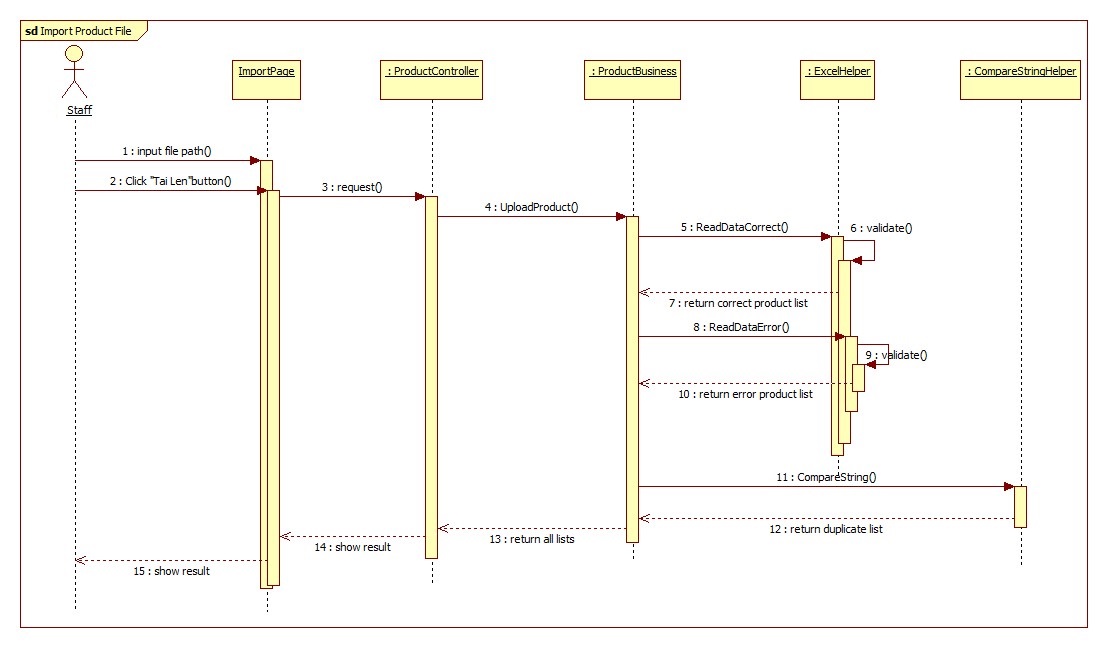 sd Import Product File
Staff
ImportPage
: ProductController
: ProductBusiness
: ExcelHelper
: CompareStringHelper
1 : input file path()
2 : Click "Tai Len"button()
3 : request()
4 : UploadProduct()
5 : ReadDataCorrect()
6 : validate()
7 : return correct product list
8 : ReadDataError()
9 : validate()
10 : return error product list
11 : CompareString()
12 : return duplicate list
13 : return all lists
14 : show result
15 : show result